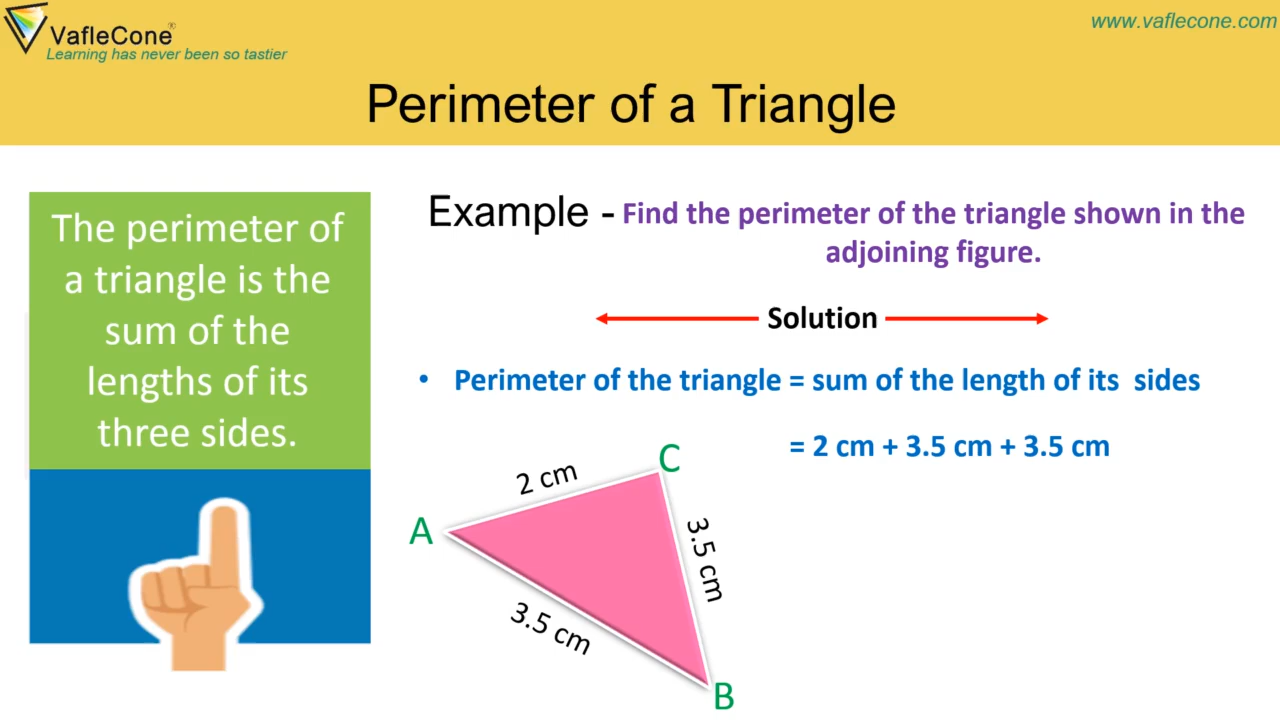 VafleCone®
Learning has never been so tastier
www.vaflecone.com
Perimeter of a Triangle
The perimeter of
a triangle is the
sum of the
lengths of its
three sides.
Example - Find the perimeter of the triangle shown in the
adjoining figure.
Solution
• Perimeter of the triangle = sum of the length of its sides
= 2 cm + 3.5 cm + 3.5 cm
C
2 cm
A
3.5 cm
3.5 cm
B